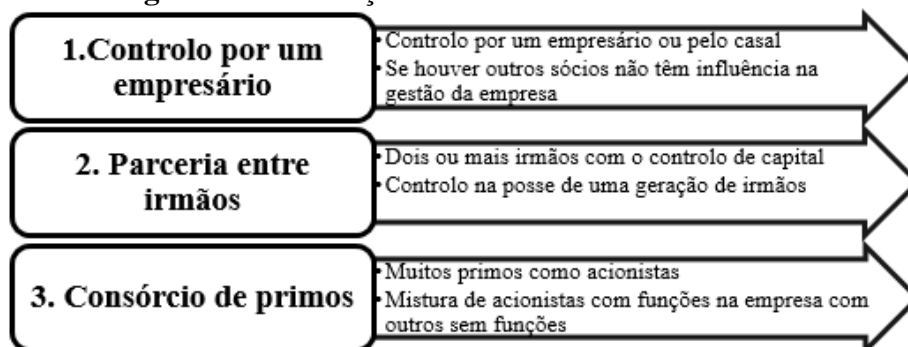 1.Controlo por um
empresário
• Controlo por um empresário ou pelo casal
• Se houver outros sócios não têm influência na
gestão da empresa
2. Parceria entre
irmãos
• Dois ou mais irmãos com o controlo de capital
• Controlo na posse de uma geração de irmãos
3. Consórcio de primos
• Muitos primos como acionistas
• Mistura de acionistas com funções na empresa com
outros sem funções